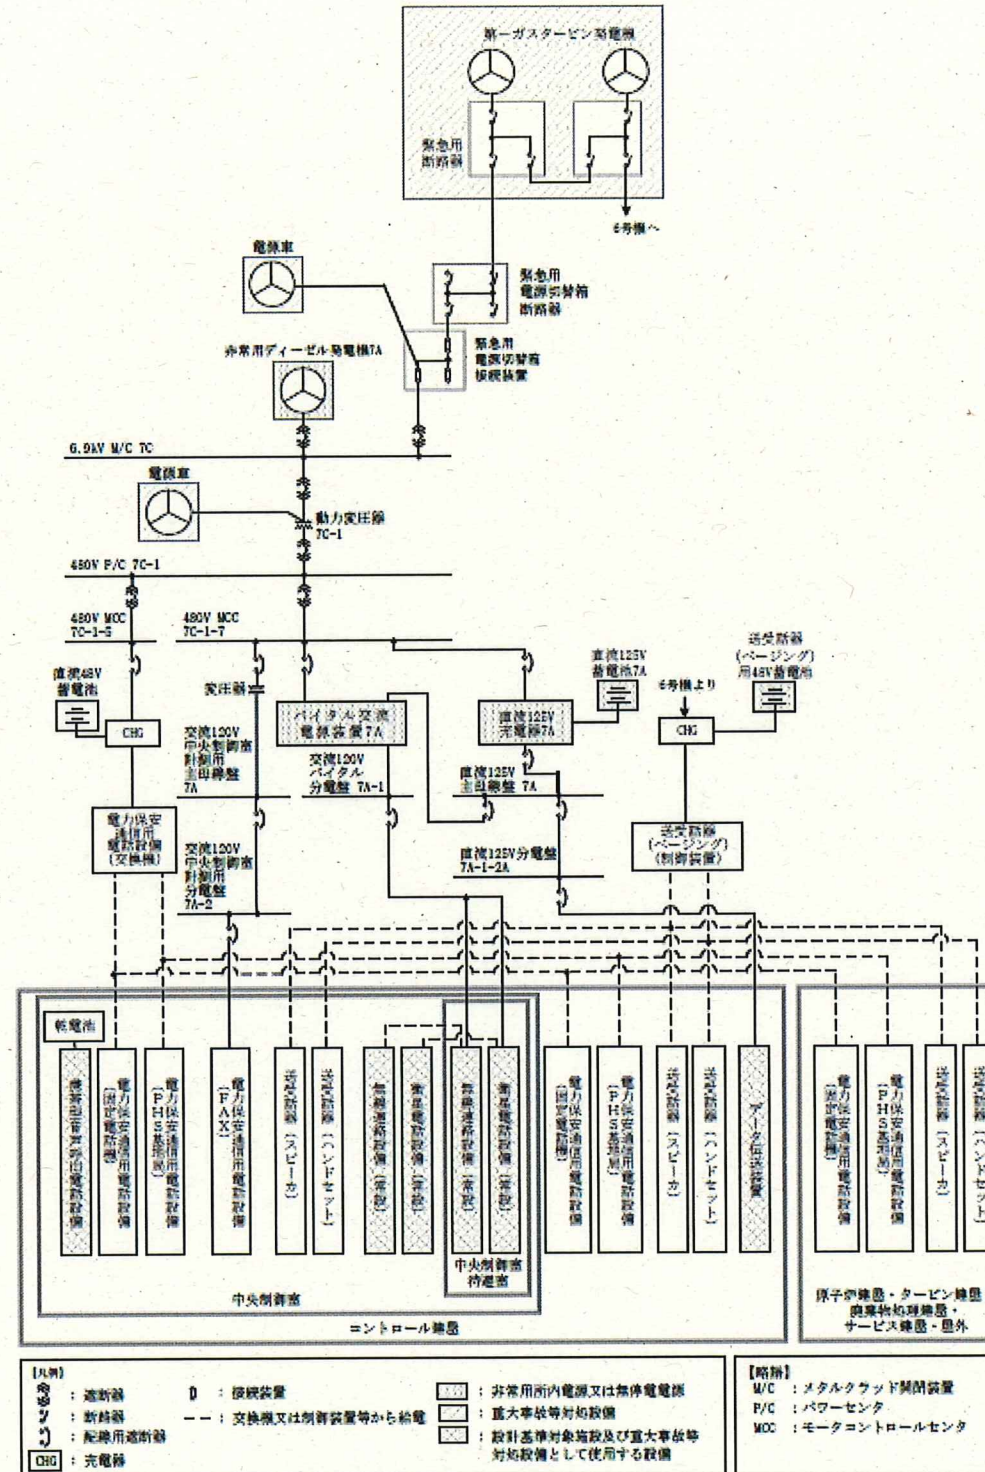 第一ガスタービン発電機
緊急用
断路器
6号機へ
電源車
緊急用
電源切替箱
断路器
緊急用
電源切替箱
接続装置
非常用ディーゼル発電機7A
6.9kV M/C 7C
電源車
動力変圧器
7C-1
480V P/C 7C-1
480V MCC
7C-1-5
480V MCC
7C-1-7
直流48V
蓄電池
変圧器
バイタル交流
電源装置7A
直流125V
充電器7A
直流125V
蓄電池7A
6号機より
送受話器
(ページング)
用48V蓄電池
CHG
CHG
交流120V
中央制御室
計測用
主母線盤
7A
交流120V
バイタル
分電盤 7A-1
直流125V
主母線盤 7A
電力保安
通信用
電話設備
(交換機)
交流120V
中央制御室
計測用
分電盤
7A-2
直流125V分電盤
7A-1-2A
送受話器
(ページング)
(制御装置)
乾電池
携帯型音声呼出電話設備
電力保安通信用電話設備
(固定電話機)
電力保安通信用電話設備
(PHS基地局)
電力保安通信用電話設備
(FAX)
送受話器(スピーカ)
送受話器(ハンドセット)
無線連絡設備(常設)
衛星電話設備(常設)
無線連絡設備(常設)
衛星電話設備(常設)
電力保安通信用電話設備
(固定電話機)
電力保安通信用電話設備
(PHS基地局)
送受話器(スピーカ)
送受話器(ハンドセット)
データ伝送装置
電力保安通信用電話設備
(固定電話機)
電力保安通信用電話設備
(PHS基地局)
送受話器(スピーカ)
送受話器(ハンドセット)
中央制御室
待避室
中央制御室
コントロール建屋
原子炉建屋・タービン建屋
廃棄物処理建屋・
サービス建屋・屋外
【凡例】
:遮断器
:断路器
:配線用遮断器
CHG :充電器
:接続装置
:交換機又は制御装置等から給電
:非常用所内電源又は無停電電源
:重大事故等対処設備
:設計基準対象施設及び重大事故等
対処設備として使用する設備
【略語】
M/C :メタルクラッド開閉装置
P/C :パワーセンタ
MCC :モータコントロールセンタ